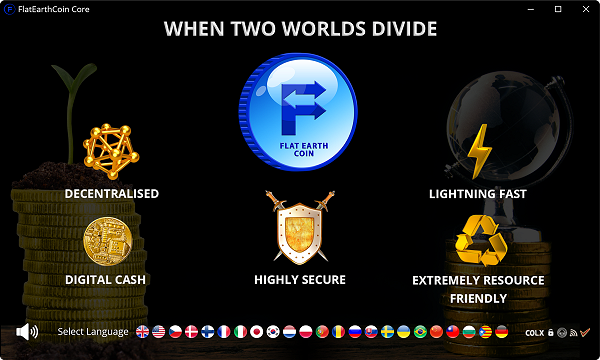 FlatEarthCoin Core
WHEN TWO WORLDS DIVIDE
FLAT EARTH
COIN
DECENTRALISED
LIGHTNING FAST
DIGITAL CASH
HIGHLY SECURE
EXTREMELY RESOURCE
FRIENDLY
Select Language
COLX